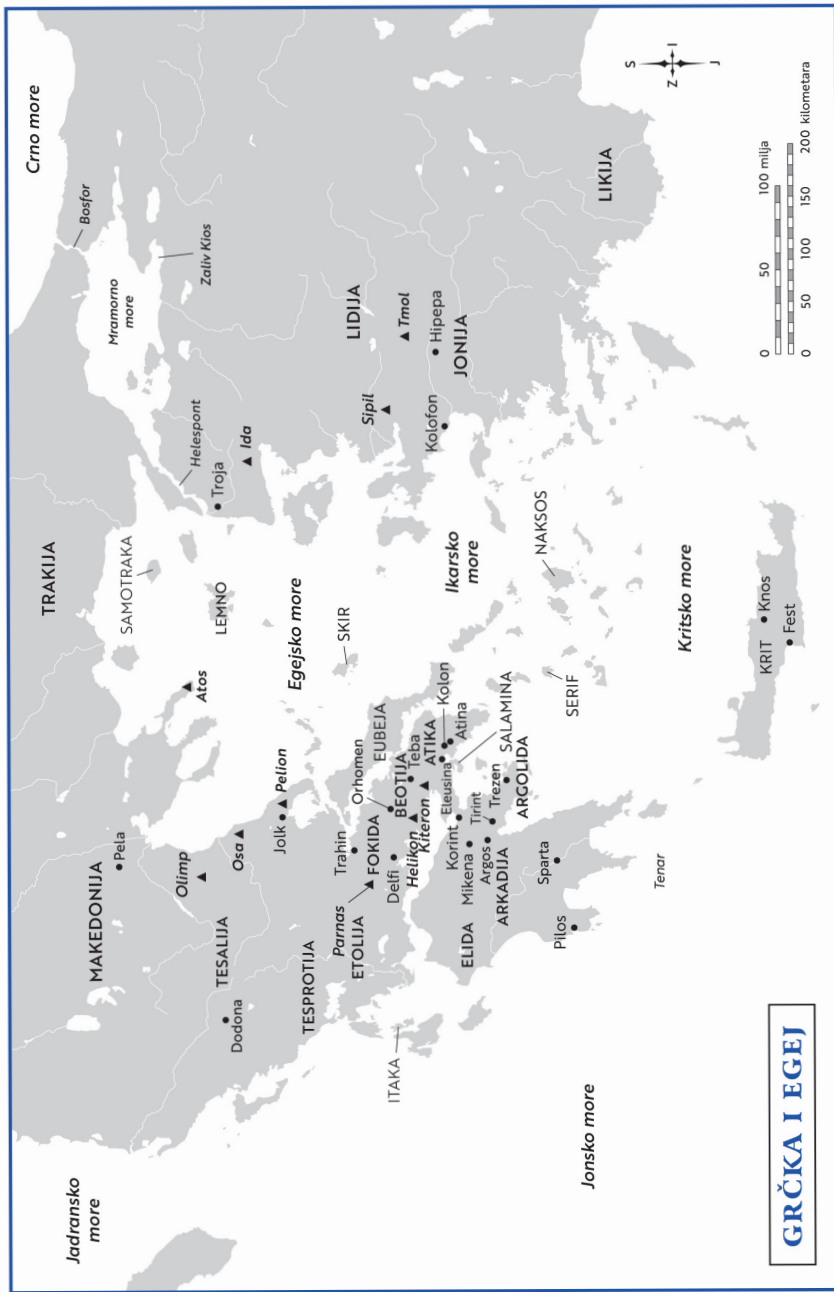 Crno more
Bosfor
Zaliv Kios
Mramorno
more
Jadransko
more
TRAKIJA
MAKEDONIJA
Pela
SAMOTRAKA
Helespont
Troja
Ida
LEMNO
Atos
Olimp
Osa
TESALIJA
Dodona
Jolk
Pelion
Egejsko more
SKIR
TESPROTIJA
Trahin
Parnas
FOKIDA
ETOLIJA
Delfi
Orhomen
EUBEJA
BEOTIJA
Teba
Helikon
Kiteron
ITAKA
LIDIJA
Sipil
Tmol
Hipepa
JONIJA
Kolofon
LIKIJA
ATIKA
Eleusina
Kolon
Atina
SALAMINA
Korint
Mikena
Tirint
Argos
Trezen
ARGOLIDA
ARKADIJA
ELIDA
Sparta
Pilos
Tenar
Ikarsko
more
NAKSOS
SERIF
Kritsko more
Jonsko more
KRIT
Knos
Fest
S
Z
I
J
0 50 100 milja
0 50 100 150 200 kilometara
GRČKA I EGEJ